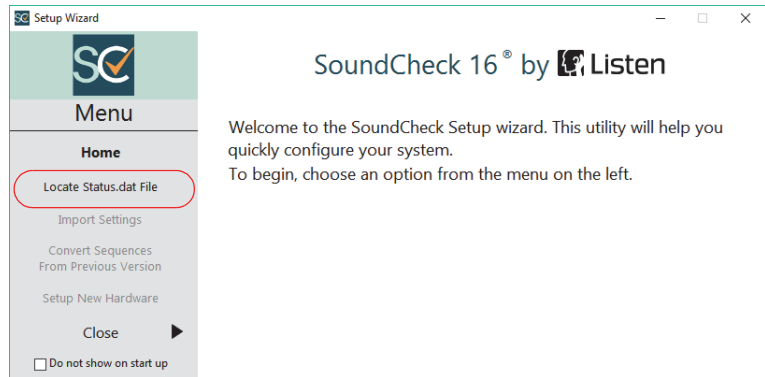 Setup Wizard
SC
Menu
Home
Locate Status.dat File
Import Settings
Convert Sequences
From Previous Version
Setup New Hardware
Close
Do not show on start up
SoundCheck 16® by Listen
Welcome to the SoundCheck Setup wizard. This utility will help you
quickly configure your system.
To begin, choose an option from the menu on the left.